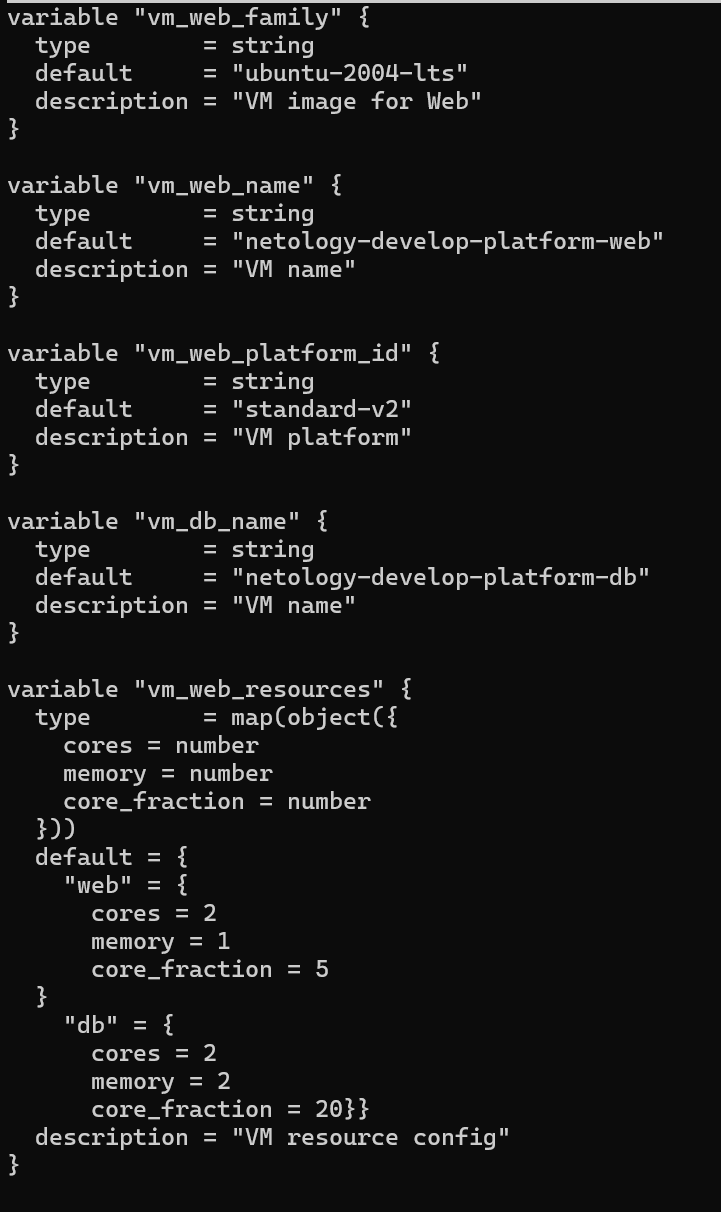 variable "vm_web_family" {
  type        = string
  default     = "ubuntu-2004-lts"
  description = "VM image for Web"
}

variable "vm_web_name" {
  type        = string
  default     = "netology-develop-platform-web"
  description = "VM name"
}

variable "vm_web_platform_id" {
  type        = string
  default     = "standard-v2"
  description = "VM platform"
}

variable "vm_db_name" {
  type        = string
  default     = "netology-develop-platform-db"
  description = "VM name"
}

variable "vm_web_resources" {
  type        = map(object({
    cores = number
    memory = number
    core_fraction = number
  }))
  default = {
    "web" = {
      cores = 2
      memory = 1
      core_fraction = 5
  }
    "db" = {
      cores = 2
      memory = 2
      core_fraction = 20}}
  description = "VM resource config"
}